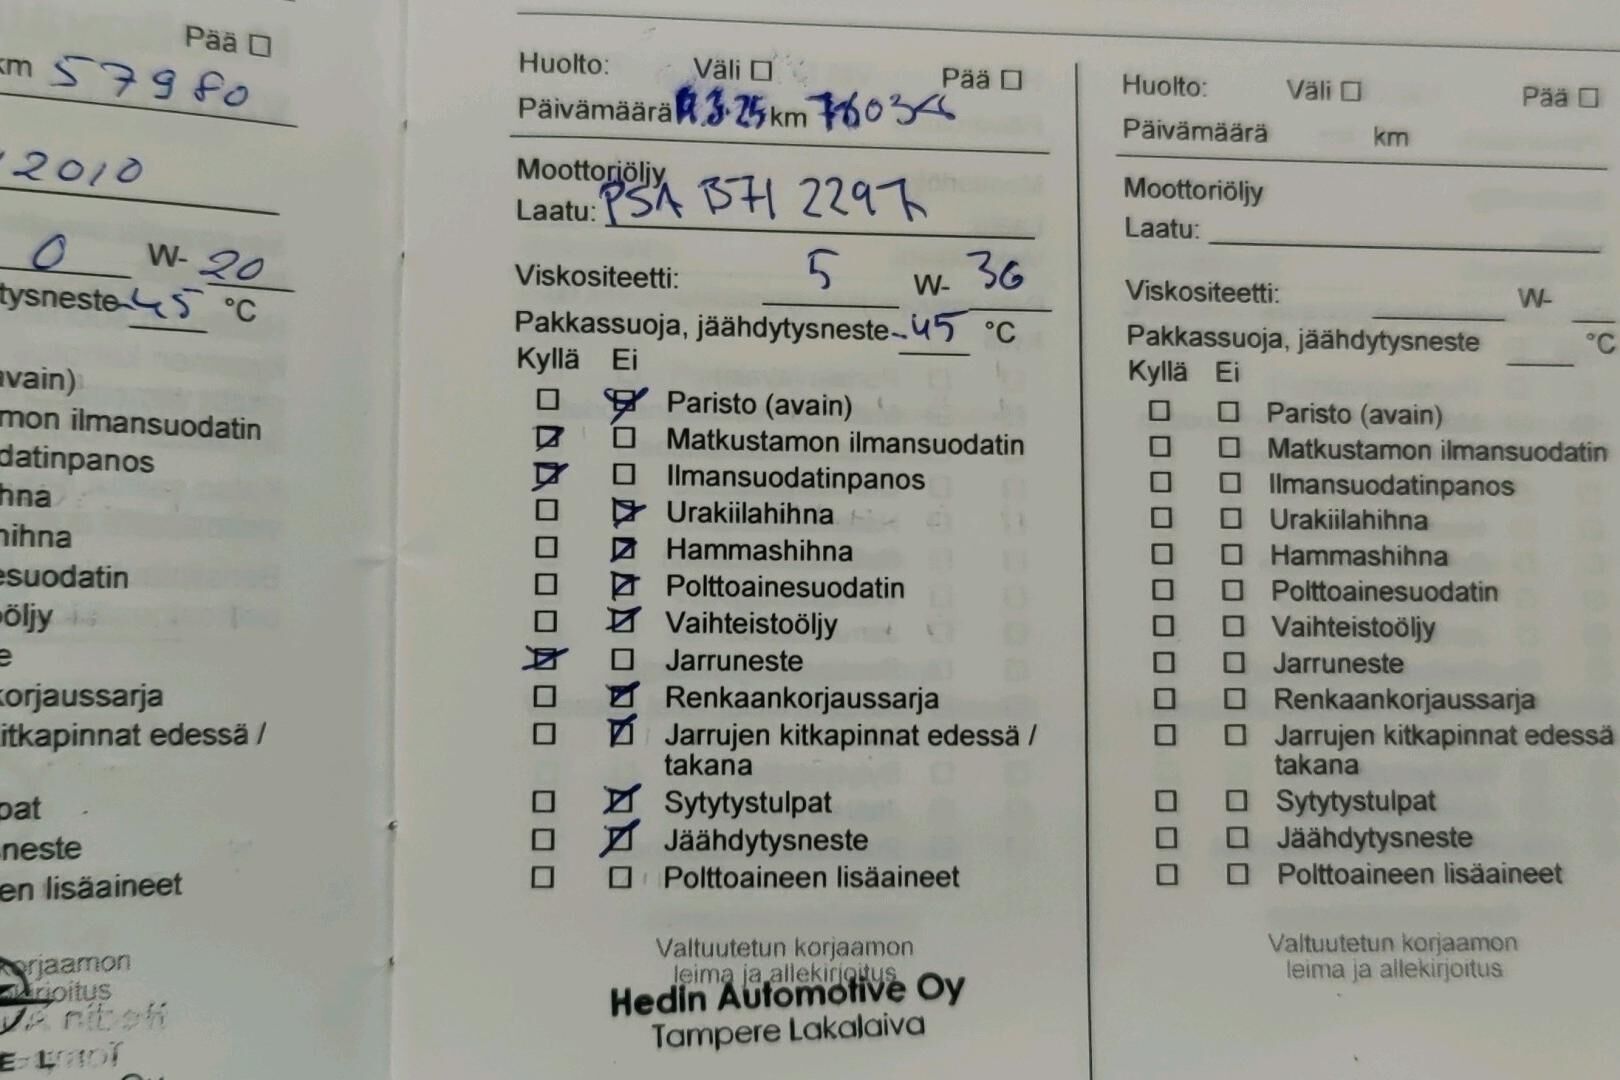 Pää ☐
km 57980
2010
0 W- 20
tysneste -45 °C
avain)
mon ilmansuodatin
datinpanos
hna
hihna
esuodatin
öljy
e
korjaussarja
itkapinnat edessä /
pat
neste
en lisäaineet
korjaamon
kirjoitus
Huolto: Väli ☐ Pää ☐
Päivämäärä km
Moottoriöljy
Laatu: PSA B71 2297
Viskositeetti: 5 W- 30
Pakkassuoja, jäähdytysneste -45 °C
Kyllä Ei
☐ ☑ Paristo (avain)
☑ ☐ Matkustamon ilmansuodatin
☑ ☐ Ilmansuodatinpanos
☐ ☑ Urakiilahihna
☐ ☑ Hammashihna
☐ ☑ Polttoainesuodatin
☐ ☑ Vaihteistoöljy
☑ ☐ Jarruneste
☐ ☑ Renkaankorjaussarja
☐ ☑ Jarrujen kitkapinnat edessä /
takana
☐ ☑ Sytytystulpat
☐ ☑ Jäähdytysneste
☐ ☐ Polttoaineen lisäaineet
Valtuutetun korjaamon
leima ja allekirjoitus
Hedin Automotive Oy
Tampere Lakalaiva
Huolto: Väli ☐ Pää ☐
Päivämäärä km
Moottoriöljy
Laatu:
Viskositeetti: W-
Pakkassuoja, jäähdytysneste °C
Kyllä Ei
☐ ☐ Paristo (avain)
☐ ☐ Matkustamon ilmansuodatin
☐ ☐ Ilmansuodatinpanos
☐ ☐ Urakiilahihna
☐ ☐ Hammashihna
☐ ☐ Polttoainesuodatin
☐ ☐ Vaihteistoöljy
☐ ☐ Jarruneste
☐ ☐ Renkaankorjaussarja
☐ ☐ Jarrujen kitkapinnat edessä
takana
☐ ☐ Sytytystulpat
☐ ☐ Jäähdytysneste
☐ ☐ Polttoaineen lisäaineet
Valtuutetun korjaamon
leima ja allekirjoitus